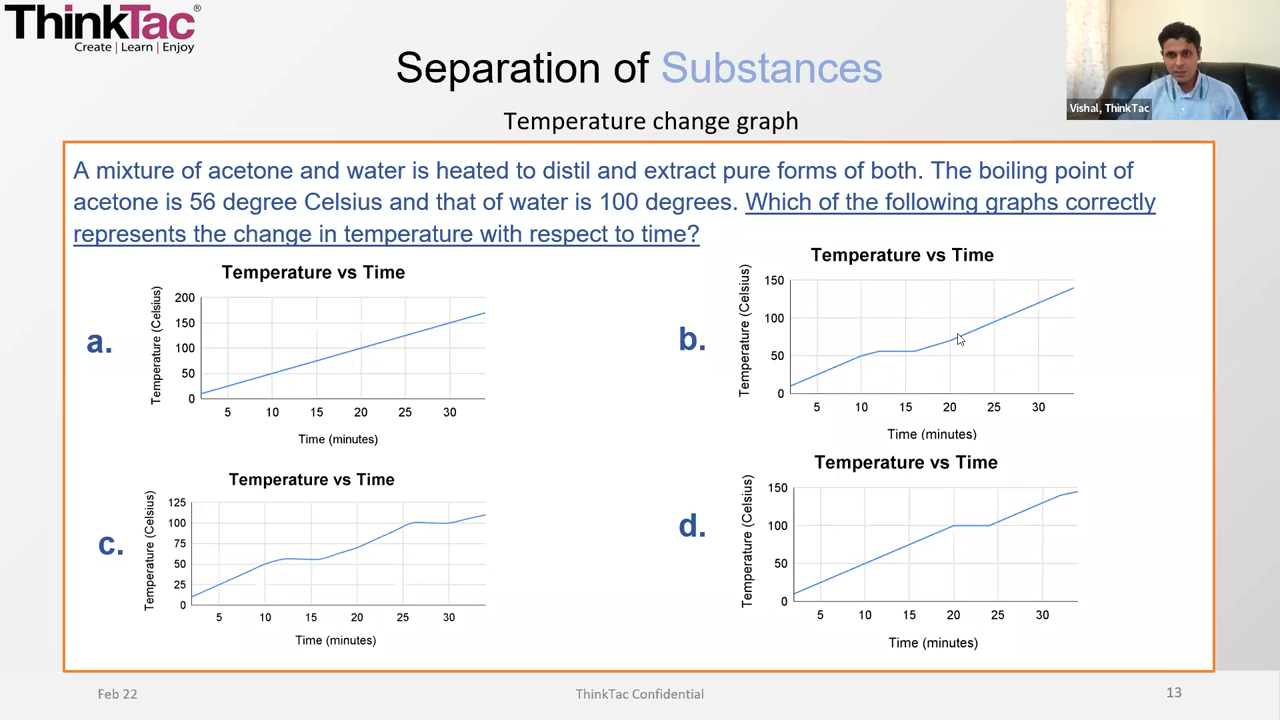 ThinkTac®
Create | Learn | Enjoy
Vishal, ThinkTac
Separation of Substances
Temperature change graph
A mixture of acetone and water is heated to distil and extract pure forms of both. The boiling point of
acetone is 56 degree Celsius and that of water is 100 degrees. Which of the following graphs correctly
represents the change in temperature with respect to time?
a.
Temperature vs Time
Temperature (Celsius)
200
150
100
50
0
5 10 15 20 25 30
Time (minutes)
b.
Temperature vs Time
Temperature (Celsius)
150
100
50
0
5 10 15 20 25 30
Time (minutes)
c.
Temperature vs Time
Temperature (Celsius)
125
100
75
50
25
0
5 10 15 20 25 30
Time (minutes)
d.
Temperature vs Time
Temperature (Celsius)
150
100
50
0
5 10 15 20 25 30
Time (minutes)
Feb 22
ThinkTac Confidential
13